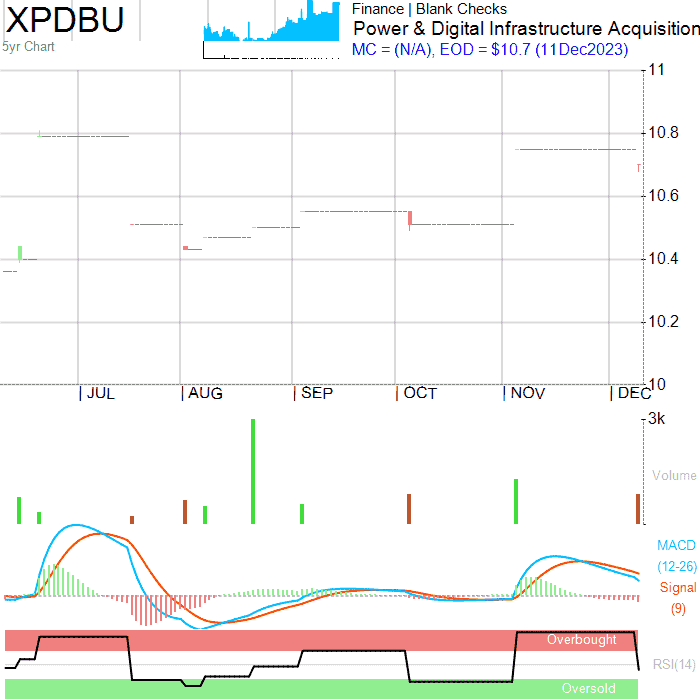 XPDBU
5yr Chart
Finance | Blank Checks
Power & Digital Infrastructure Acquisition
MC = (N/A), EOD = $10.7 (11Dec2023)
11
10.8
10.6
10.4
10.2
10
| JUL | AUG | SEP | OCT | NOV | DEC
3k
Volume
MACD
(12-26)
Signal
(9)
Overbought
RSI(14)
Oversold